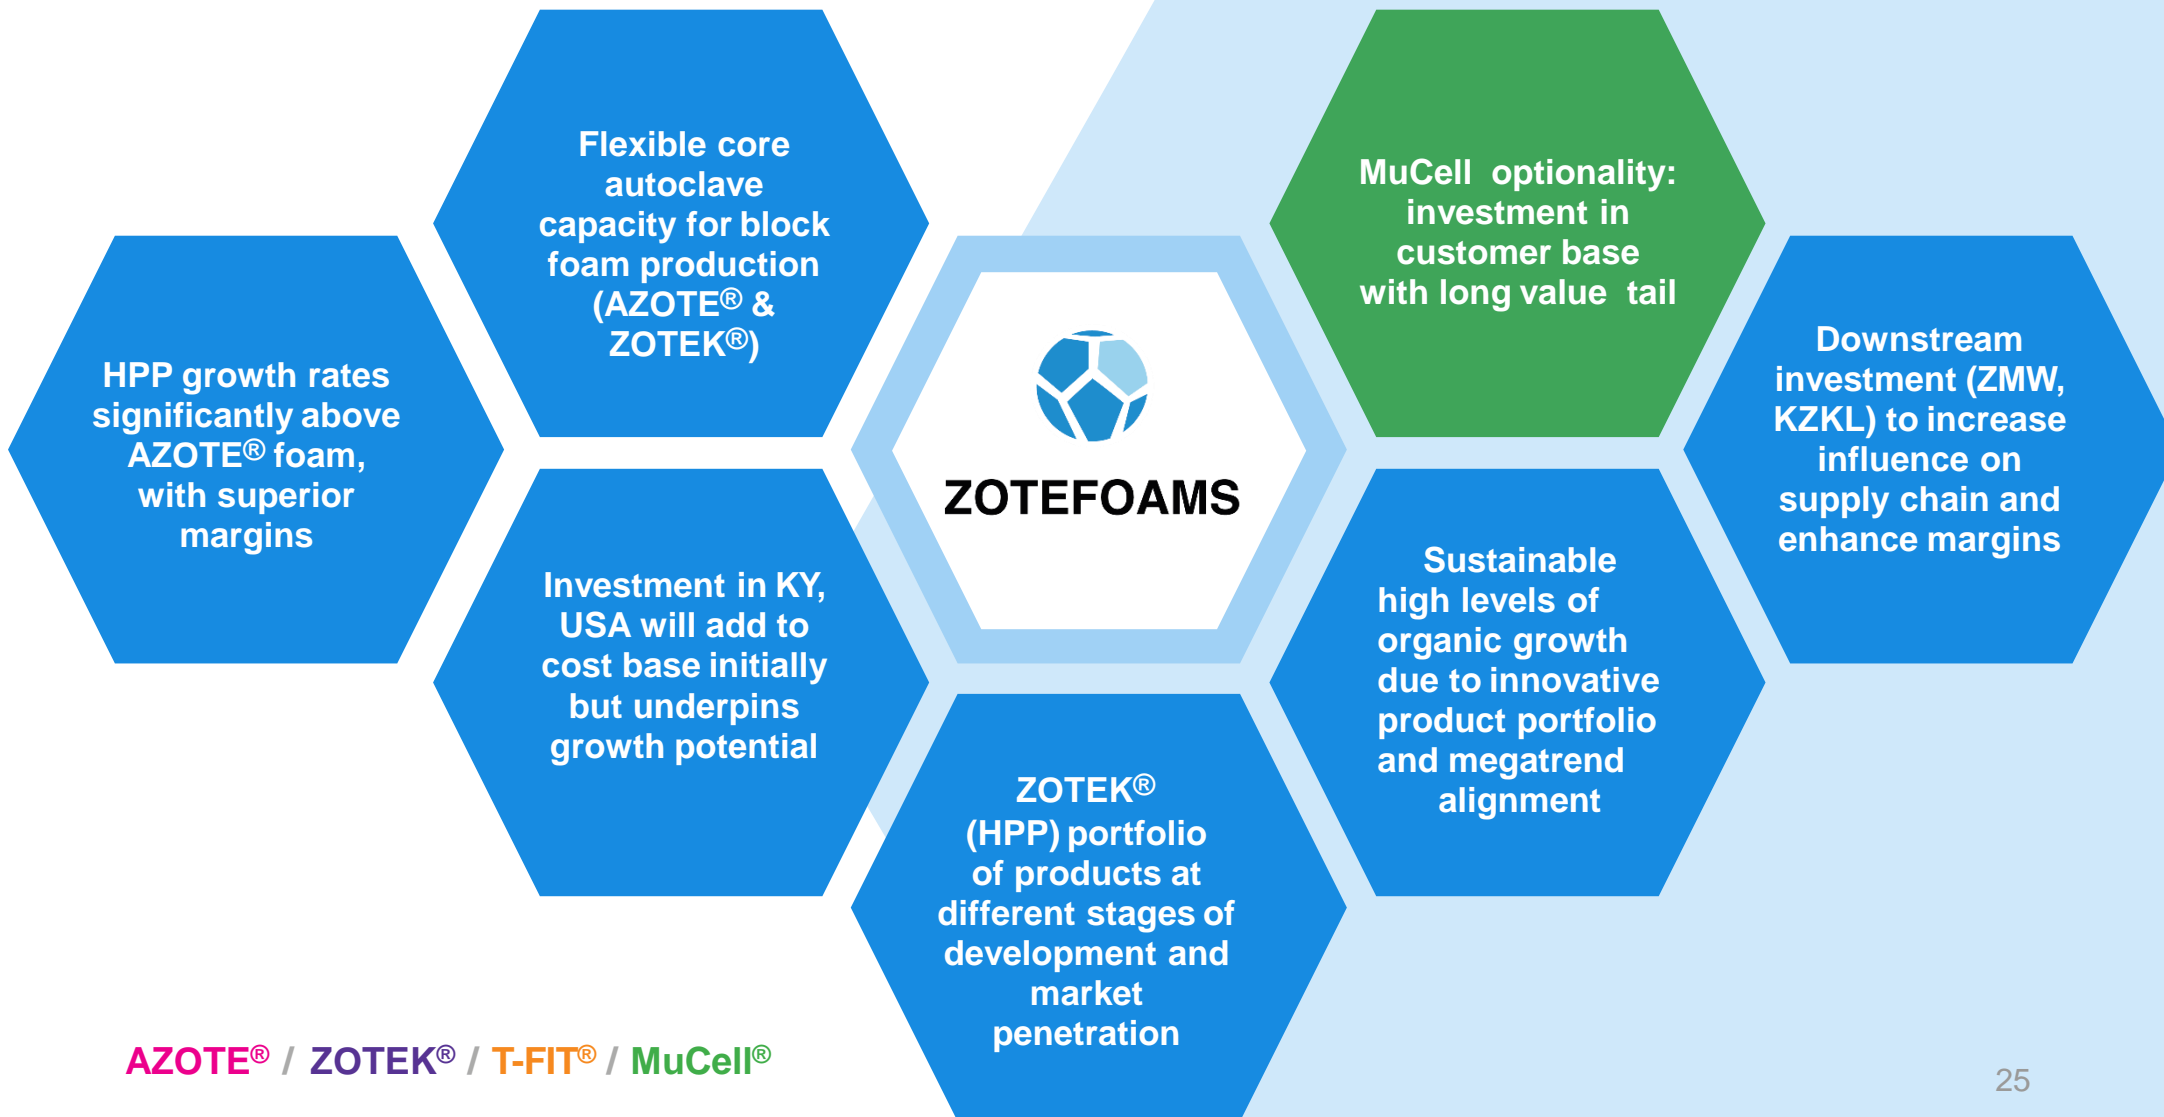 HPP growth rates
significantly above
AZOTE® foam,
with superior
margins
Flexible core
autoclave
capacity for block
foam production
(AZOTE® &
ZOTEK®)
Investment in KY,
USA will add to
cost base initially
but underpins
growth potential
ZOTEFOAMS
ZOTEK®
(HPP) portfolio
of products at
different stages of
development and
market
penetration
MuCell optionality:
investment in
customer base
with long value tail
Sustainable
high levels of
organic growth
due to innovative
product portfolio
and megatrend
alignment
Downstream
investment (ZMW,
KZKL) to increase
influence on
supply chain and
enhance margins
AZOTE® / ZOTEK® / T-FIT® / MuCell®
25